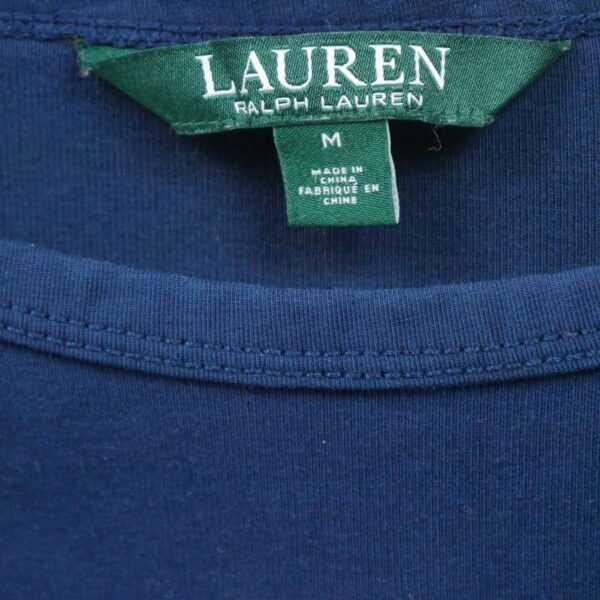 LAUREN
RALPH LAUREN
M
MADE IN
CHINA
FABRIQUÉ EN
CHINE